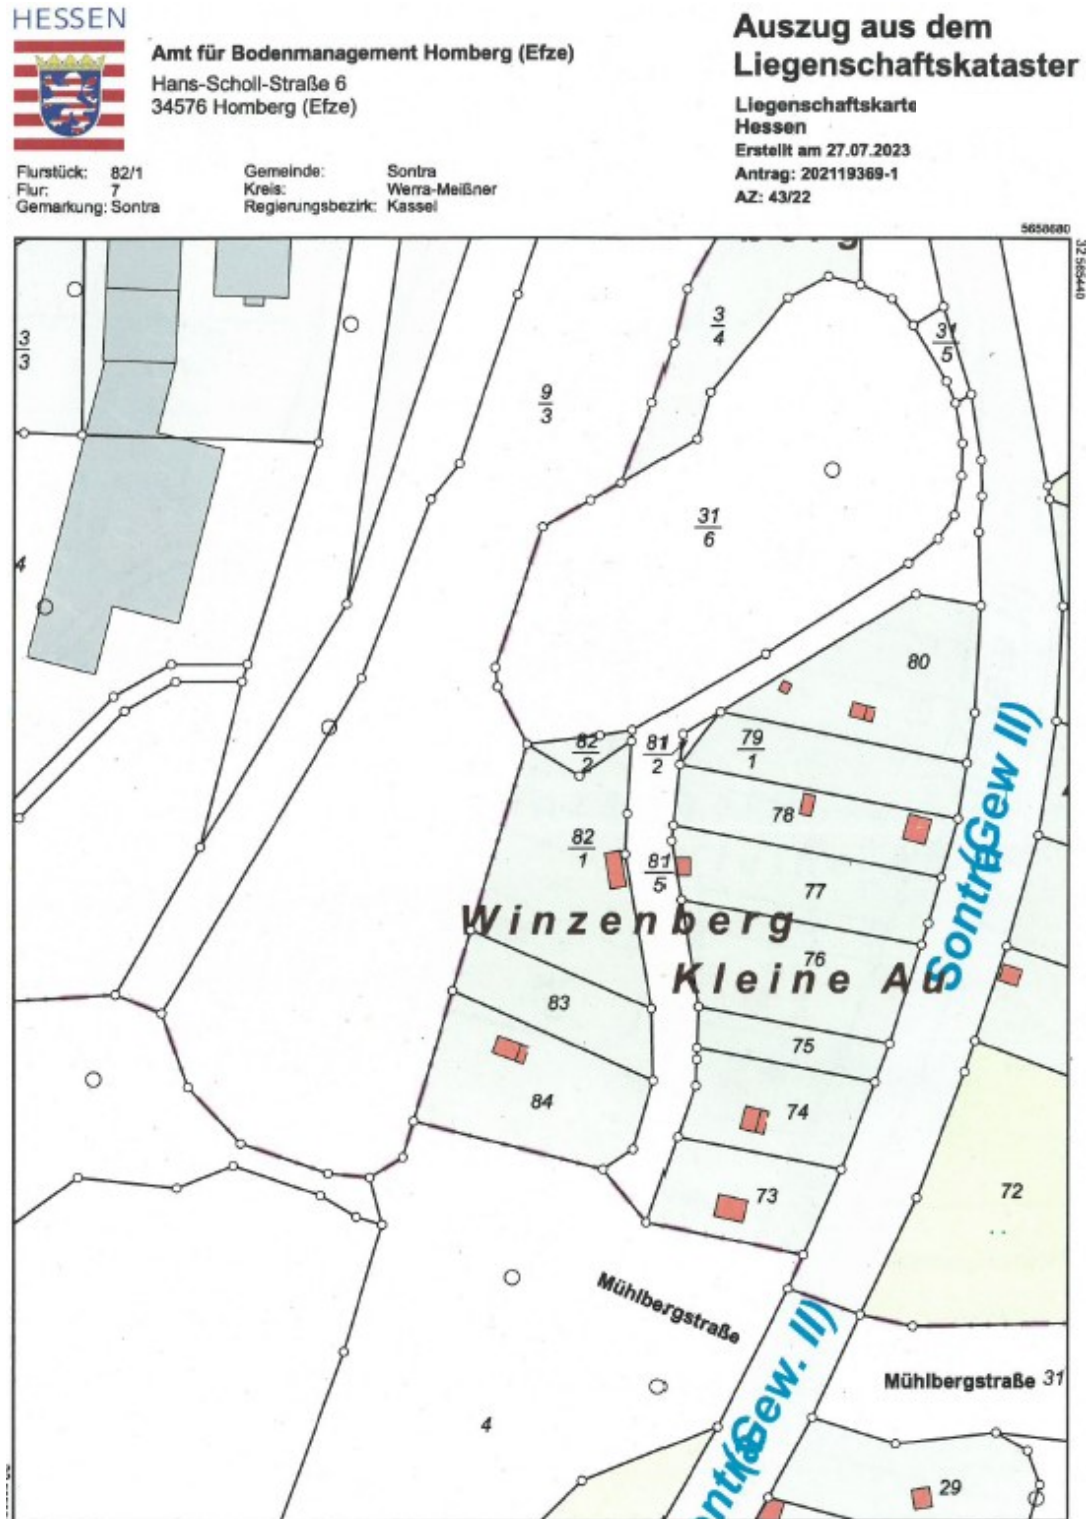 HESSEN
Amt für Bodenmanagement Homberg (Efze)
Hans-Scholl-Straße 6
34576 Homberg (Efze)
Auszug aus dem
Liegenschaftskataster
Liegenschaftskarte
Hessen
Erstellt am 27.07.2023
Antrag: 202119369-1
AZ: 43/22
Flurstück: 82/1
Flur: 7
Gemarkung: Sontra
Gemeinde: Sontra
Kreis: Werra-Meißner
Regierungsbezirk: Kassel
5658680
32 565440
3
4
31
5
3
3
9
3
31
6
4
80
82
2
81
2
79
1
78
82
1
81
5
77
Sontra (Gew II)
Winzenberg
76
Kleine Au
83
75
84
74
73
72
Mühlbergstraße
Mühlbergstraße 31
4
(Gew. II)
29